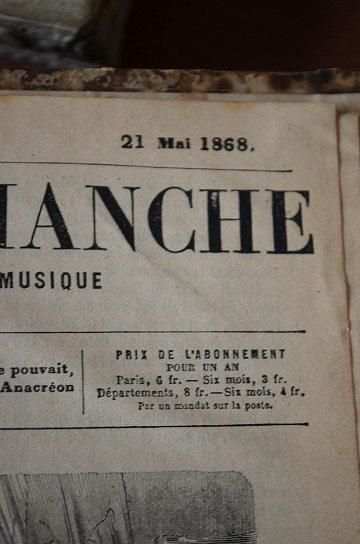 21 Mai 1868.
MANCHE
MUSIQUE
e pouvait,
Anacréon
PRIX DE L'ABONNEMENT
POUR UN AN
Paris, 6 fr. — Six mois, 3 fr.
Départements, 8 fr. — Six mois, 4 fr.
Par un mandat sur la poste.